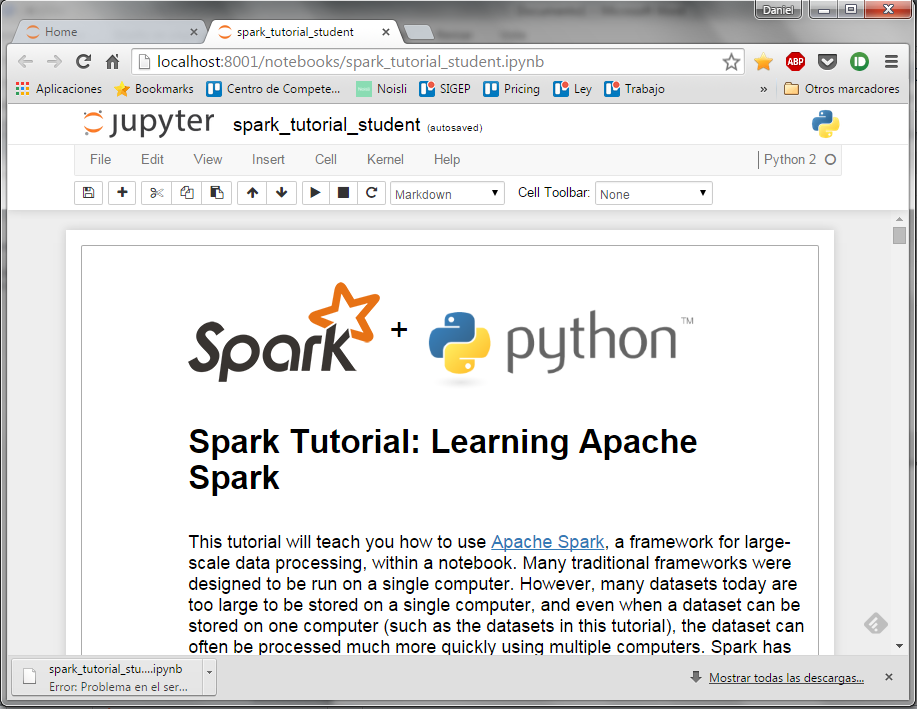 Daniel
Home
spark_tutorial_student
localhost:8001/notebooks/spark_tutorial_student.ipynb
ABP
Aplicaciones Bookmarks Centro de Compete... Noisli SIGEP Pricing Ley Trabajo » Otros marcadores
jupyter spark_tutorial_student (autosaved)
File Edit View Insert Cell Kernel Help Python 2
Markdown Cell Toolbar: None
Spark + python™
Spark Tutorial: Learning Apache
Spark
This tutorial will teach you how to use Apache Spark, a framework for large-
scale data processing, within a notebook. Many traditional frameworks were
designed to be run on a single computer. However, many datasets today are
too large to be stored on a single computer, and even when a dataset can be
stored on one computer (such as the datasets in this tutorial), the dataset can
often be processed much more quickly using multiple computers. Spark has
spark_tutorial_stu....ipynb
Error: Problema en el ser...
Mostrar todas las descargas...